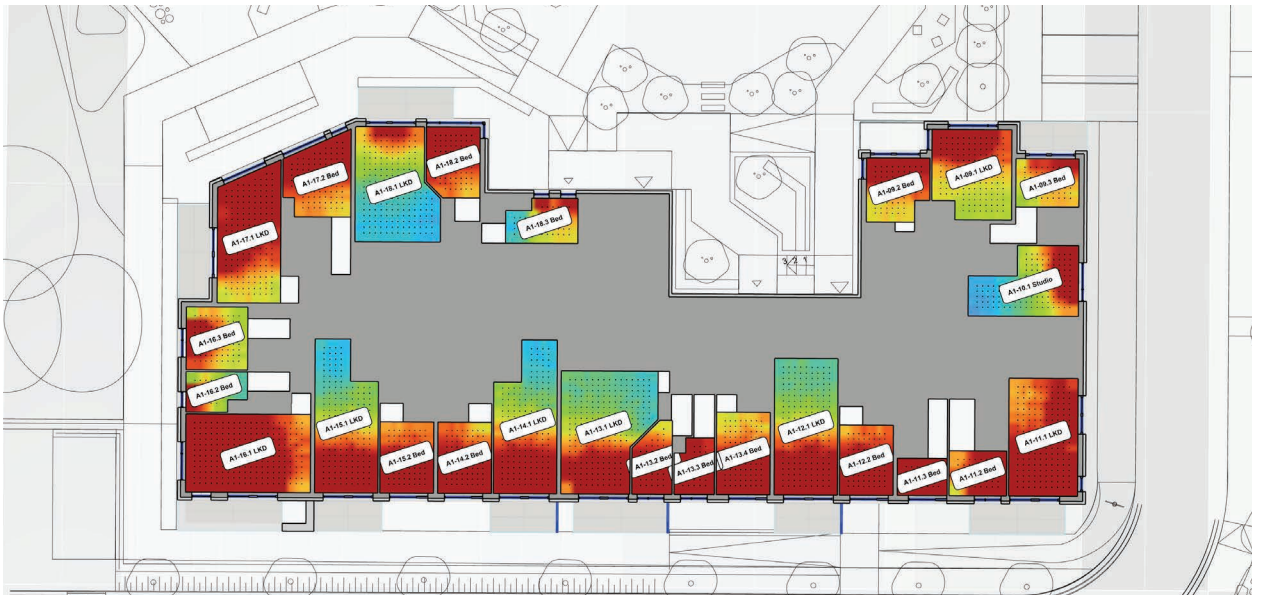 A1-17.2 Bed
A1-18.1 LKD
A1-18.2 Bed
A1-09.1 LKD
A1-09.2 Bed
A1-09.3 Bed
A1-17.1 LKD
A1-18.3 Bed
3 2 1
A1-10.1 Studio
A1-16.3 Bed
A1-16.2 Bed
A1-16.1 LKD
A1-15.1 LKD
A1-15.2 Bed
A1-14.2 Bed
A1-14.1 LKD
A1-13.1 LKD
A1-13.2 Bed
A1-13.3 Bed
A1-13.4 Bed
A1-12.1 LKD
A1-12.2 Bed
A1-11.3 Bed
A1-11.2 Bed
A1-11.1 LKD